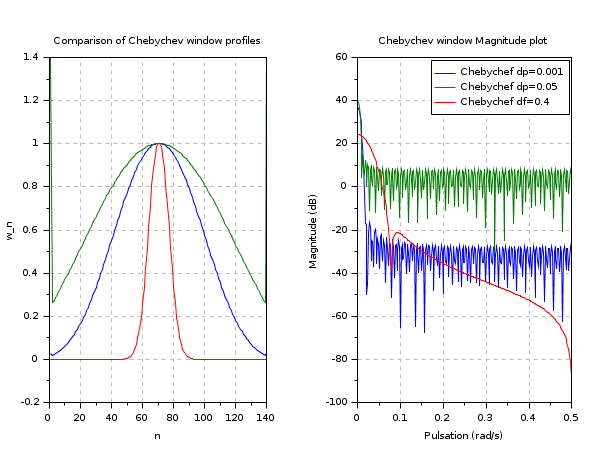 Comparison of Chebychev window profiles
1.4
1.2
1
0.8
0.6
0.4
0.2
0
-0.2
w_n
0 20 40 60 80 100 120 140
n
Chebychev window Magnitude plot
Chebychef dp=0.001
Chebychef dp=0.05
Chebychef df=0.4
60
40
20
0
-20
-40
-60
-80
-100
Magnitude (dB)
0 0.1 0.2 0.3 0.4 0.5
Pulsation (rad/s)